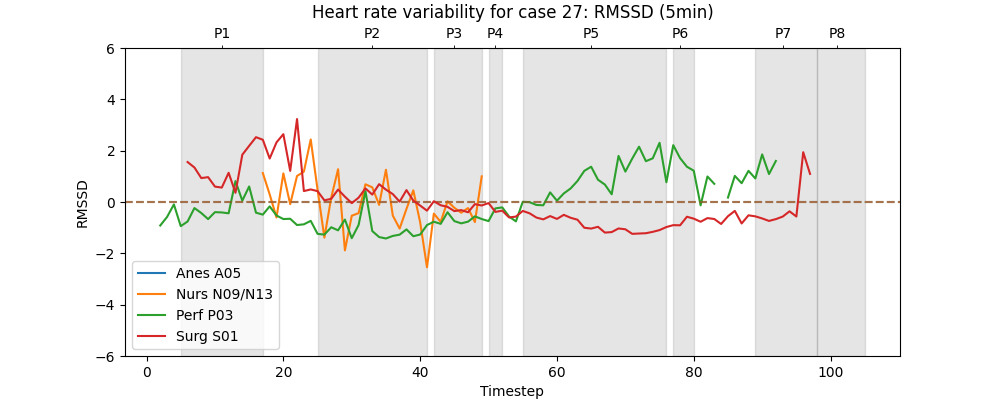 Heart rate variability for case 27: RMSSD (5min)
P1 P2 P3 P4 P5 P6 P7 P8
6
4
2
0
−2
−4
−6
RMSSD
Anes A05
Nurs N09/N13
Perf P03
Surg S01
0 20 40 60 80 100
Timestep